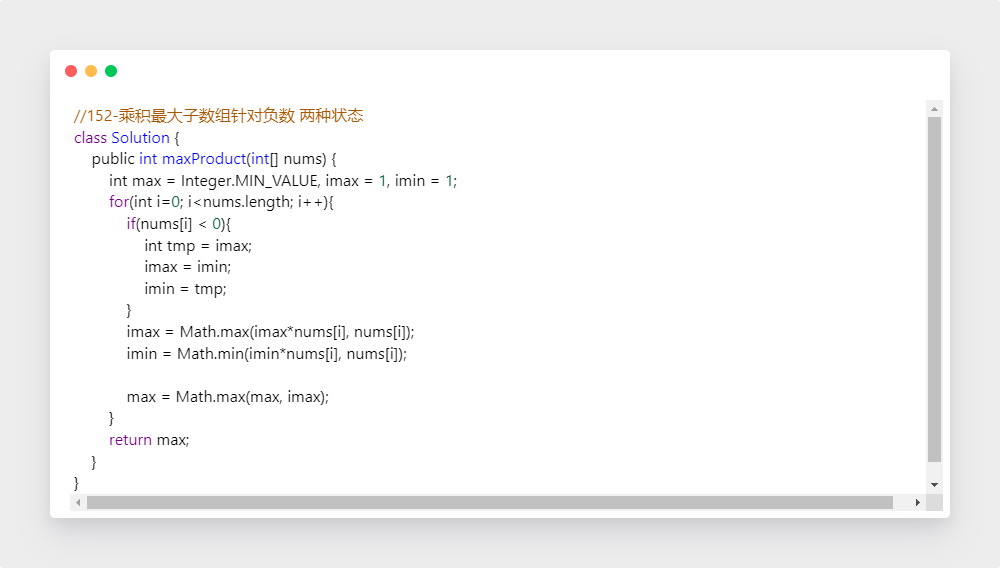 //152-乘积最大子数组针对负数 两种状态
class Solution {
    public int maxProduct(int[] nums) {
        int max = Integer.MIN_VALUE, imax = 1, imin = 1;
        for(int i=0; i<nums.length; i++){
            if(nums[i] < 0){
                int tmp = imax;
                imax = imin;
                imin = tmp;
            }
            imax = Math.max(imax*nums[i], nums[i]);
            imin = Math.min(imin*nums[i], nums[i]);

            max = Math.max(max, imax);
        }
        return max;
    }
}